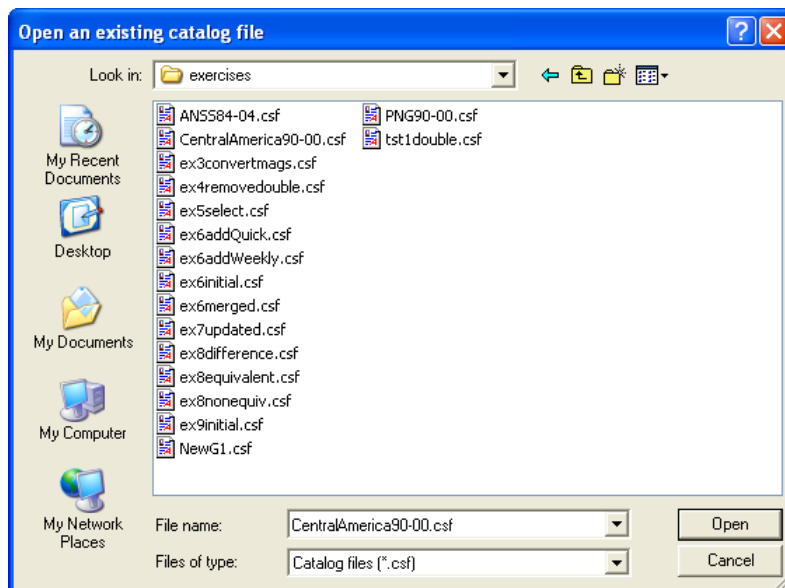 Open an existing catalog file
Look in: exercises
My Recent
Documents
Desktop
My Documents
My Computer
My Network
Places
ANSS84-04.csf
CentralAmerica90-00.csf
ex3convertmags.csf
ex4removedouble.csf
ex5select.csf
ex6addQuick.csf
ex6addWeekly.csf
ex6initial.csf
ex6merged.csf
ex7updated.csf
ex8difference.csf
ex8equivalent.csf
ex8nonequiv.csf
ex9initial.csf
NewG1.csf
PNG90-00.csf
tst1double.csf
File name: CentralAmerica90-00.csf Open
Files of type: Catalog files (*.csf) Cancel